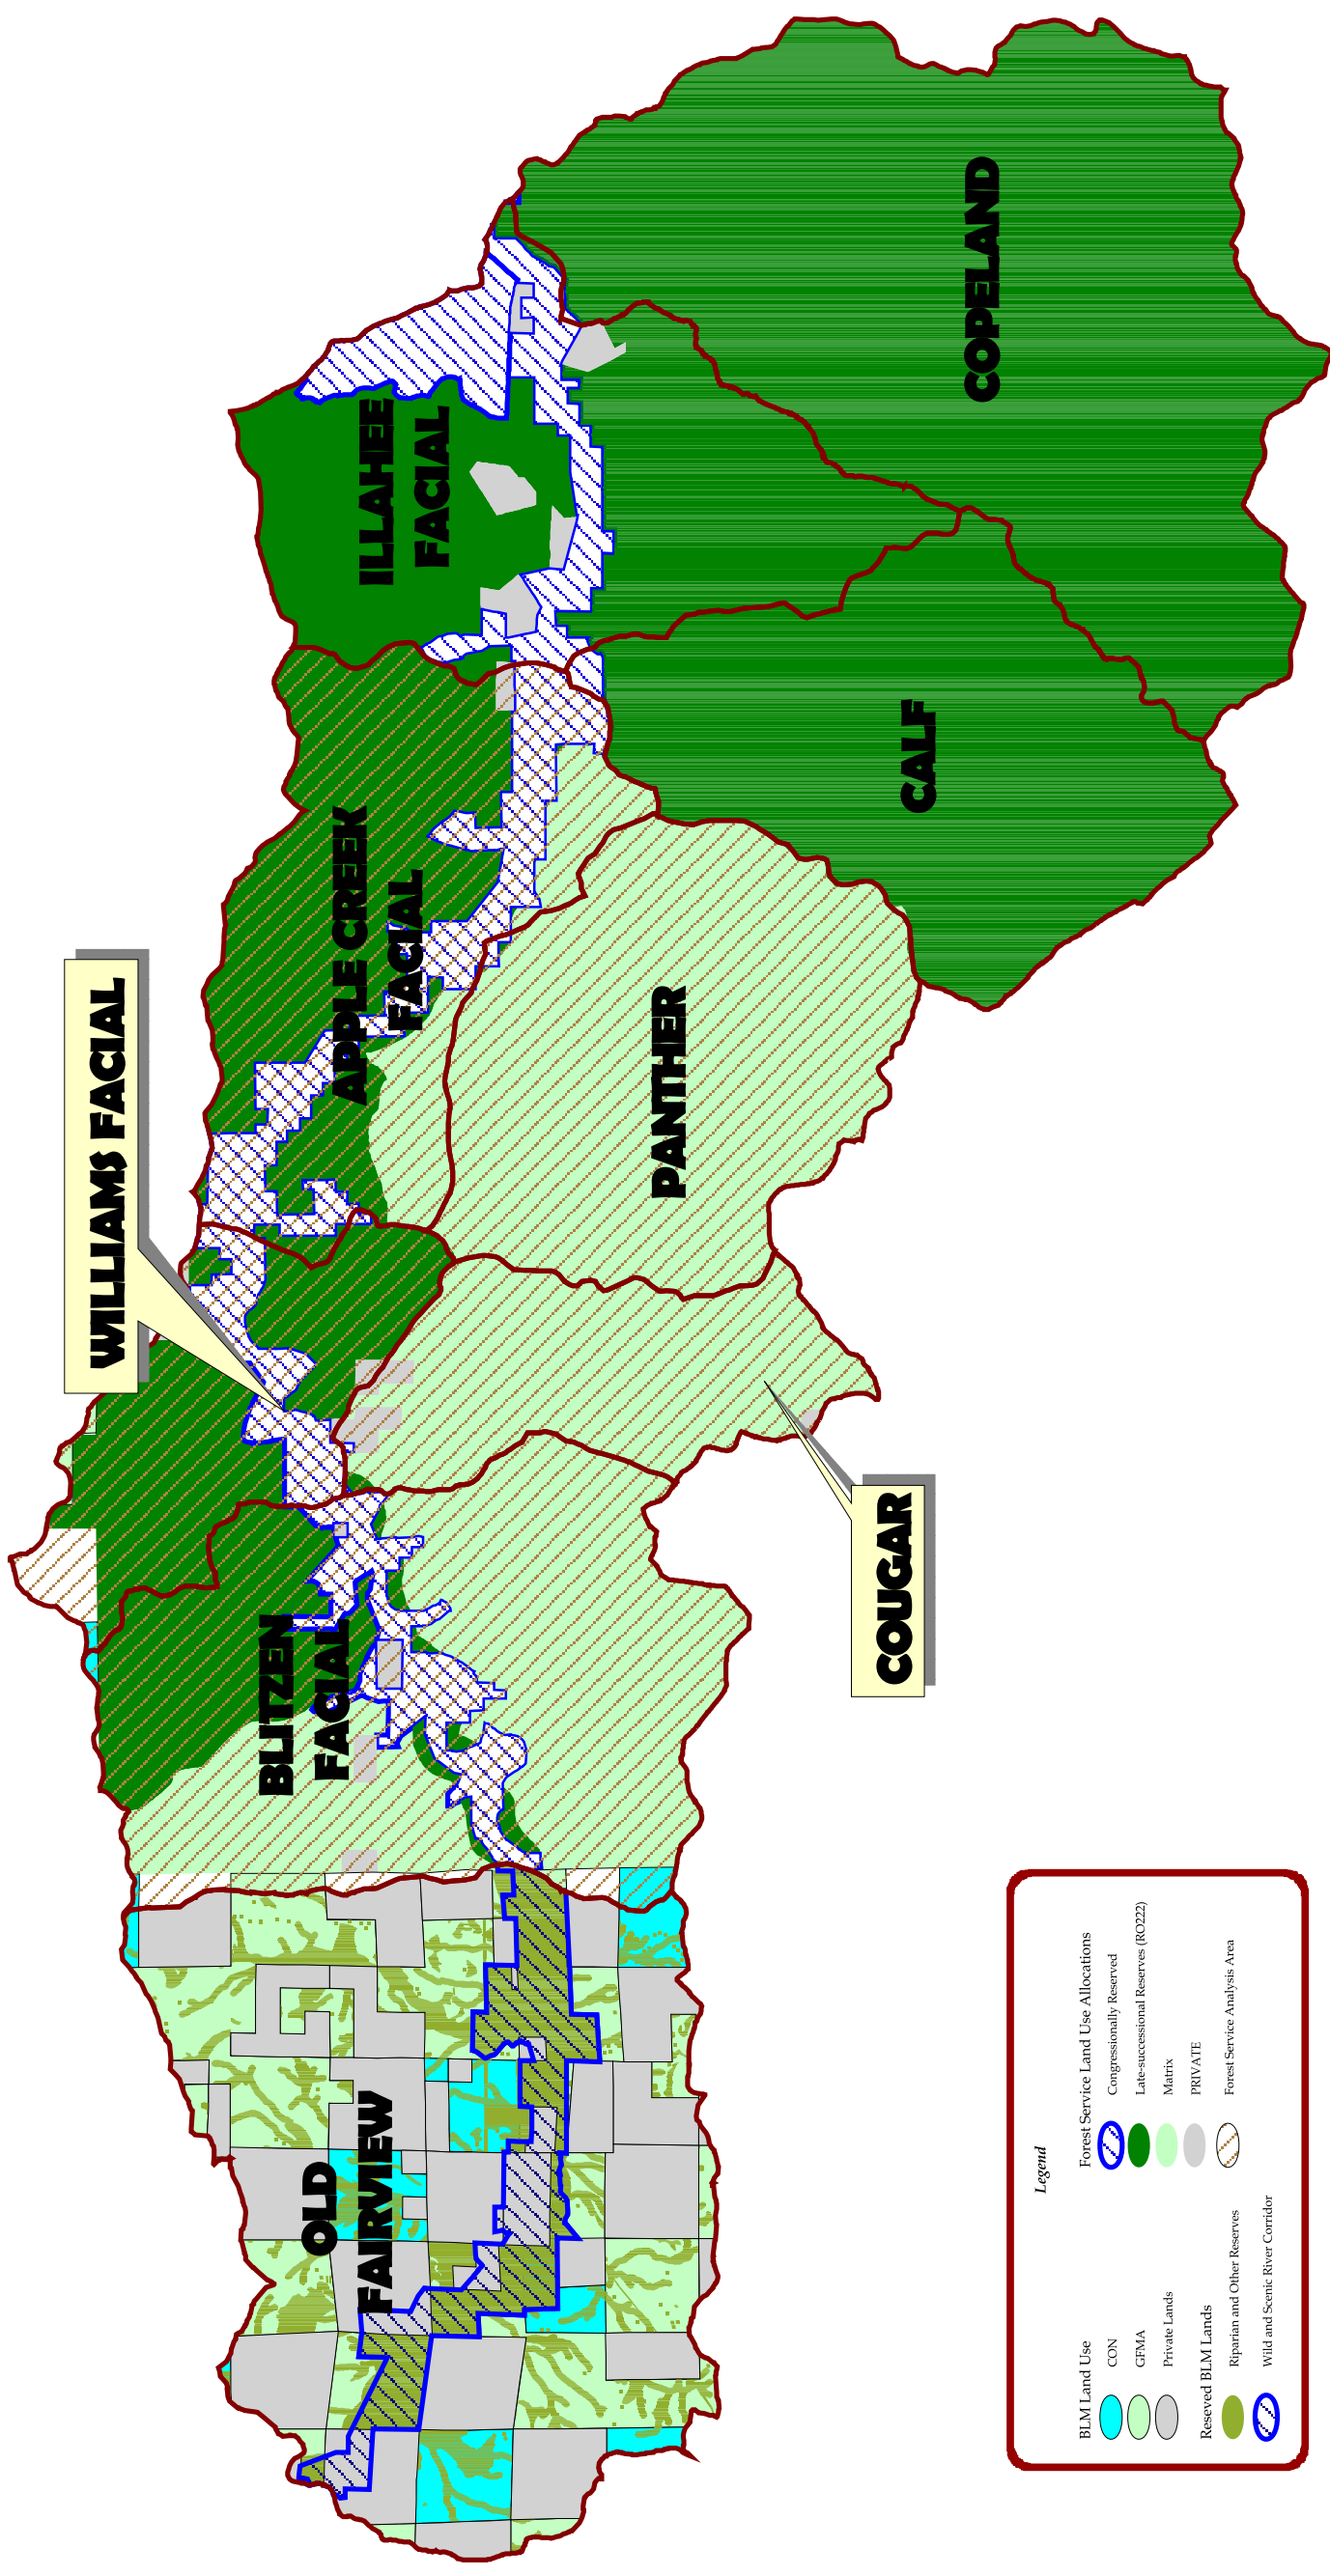 WILLIAMS FACIAL
ILLAHEE
FACIAL
COPELAND
APPLE CREEK
FACIAL
CALF
PANTHER
BLITZEN
FACIAL
COUGAR
OLD
FAIRVIEW
Legend
BLM Land Use
CON
GFMA
Private Lands
Reseved BLM Lands
Riparian and Other Reserves
Wild and Scenic River Corridor
Forest Service Land Use Allocations
Congressionally Reserved
Late-successional Reserves (RO222)
Matrix
PRIVATE
Forest Service Analysis Area